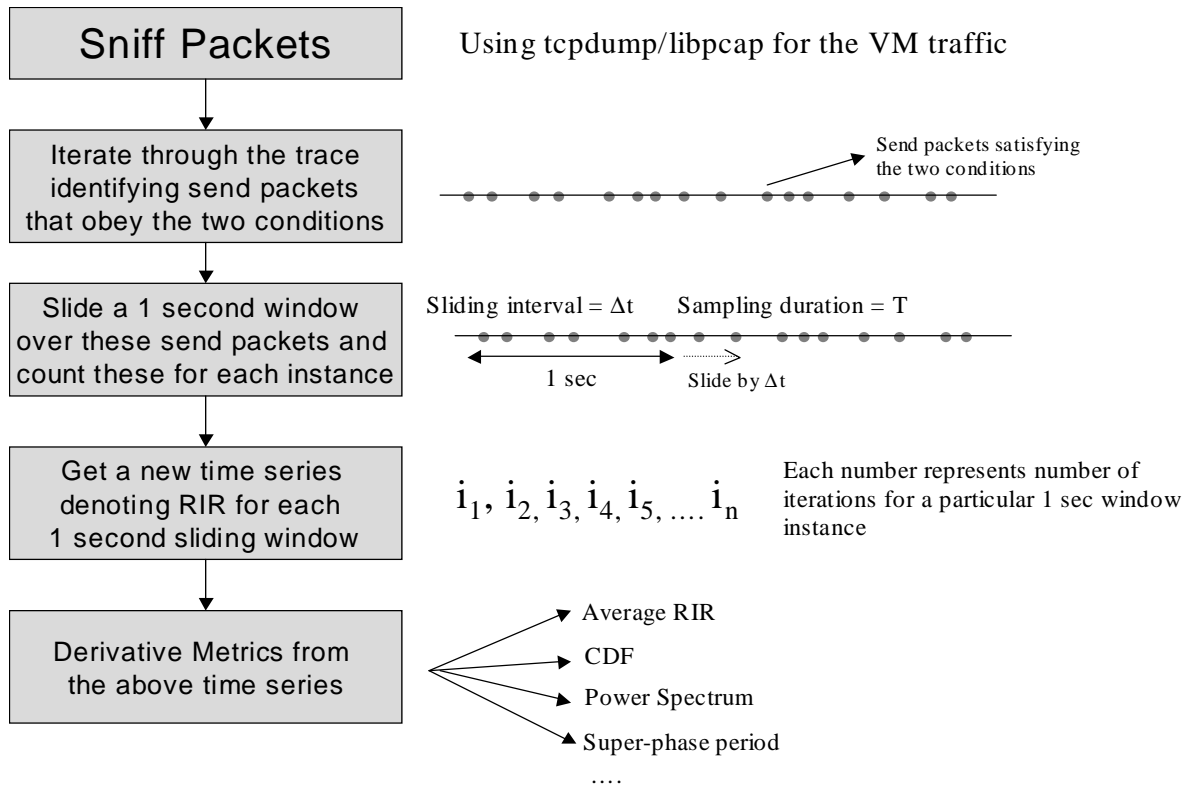 Sniff Packets
Using tcpdump/libpcap for the VM traffic
Iterate through the trace
identifying send packets
that obey the two conditions
Send packets satisfying
the two conditions
Slide a 1 second window
over these send packets and
count these for each instance
Sliding interval = Δt
Sampling duration = T
1 sec
Slide by Δt
Get a new time series
denoting RIR for each
1 second sliding window
i1, i2, i3, i4, i5, .... in
Each number represents number of
iterations for a particular 1 sec window
instance
Derivative Metrics from
the above time series
Average RIR
CDF
Power Spectrum
Super-phase period
....